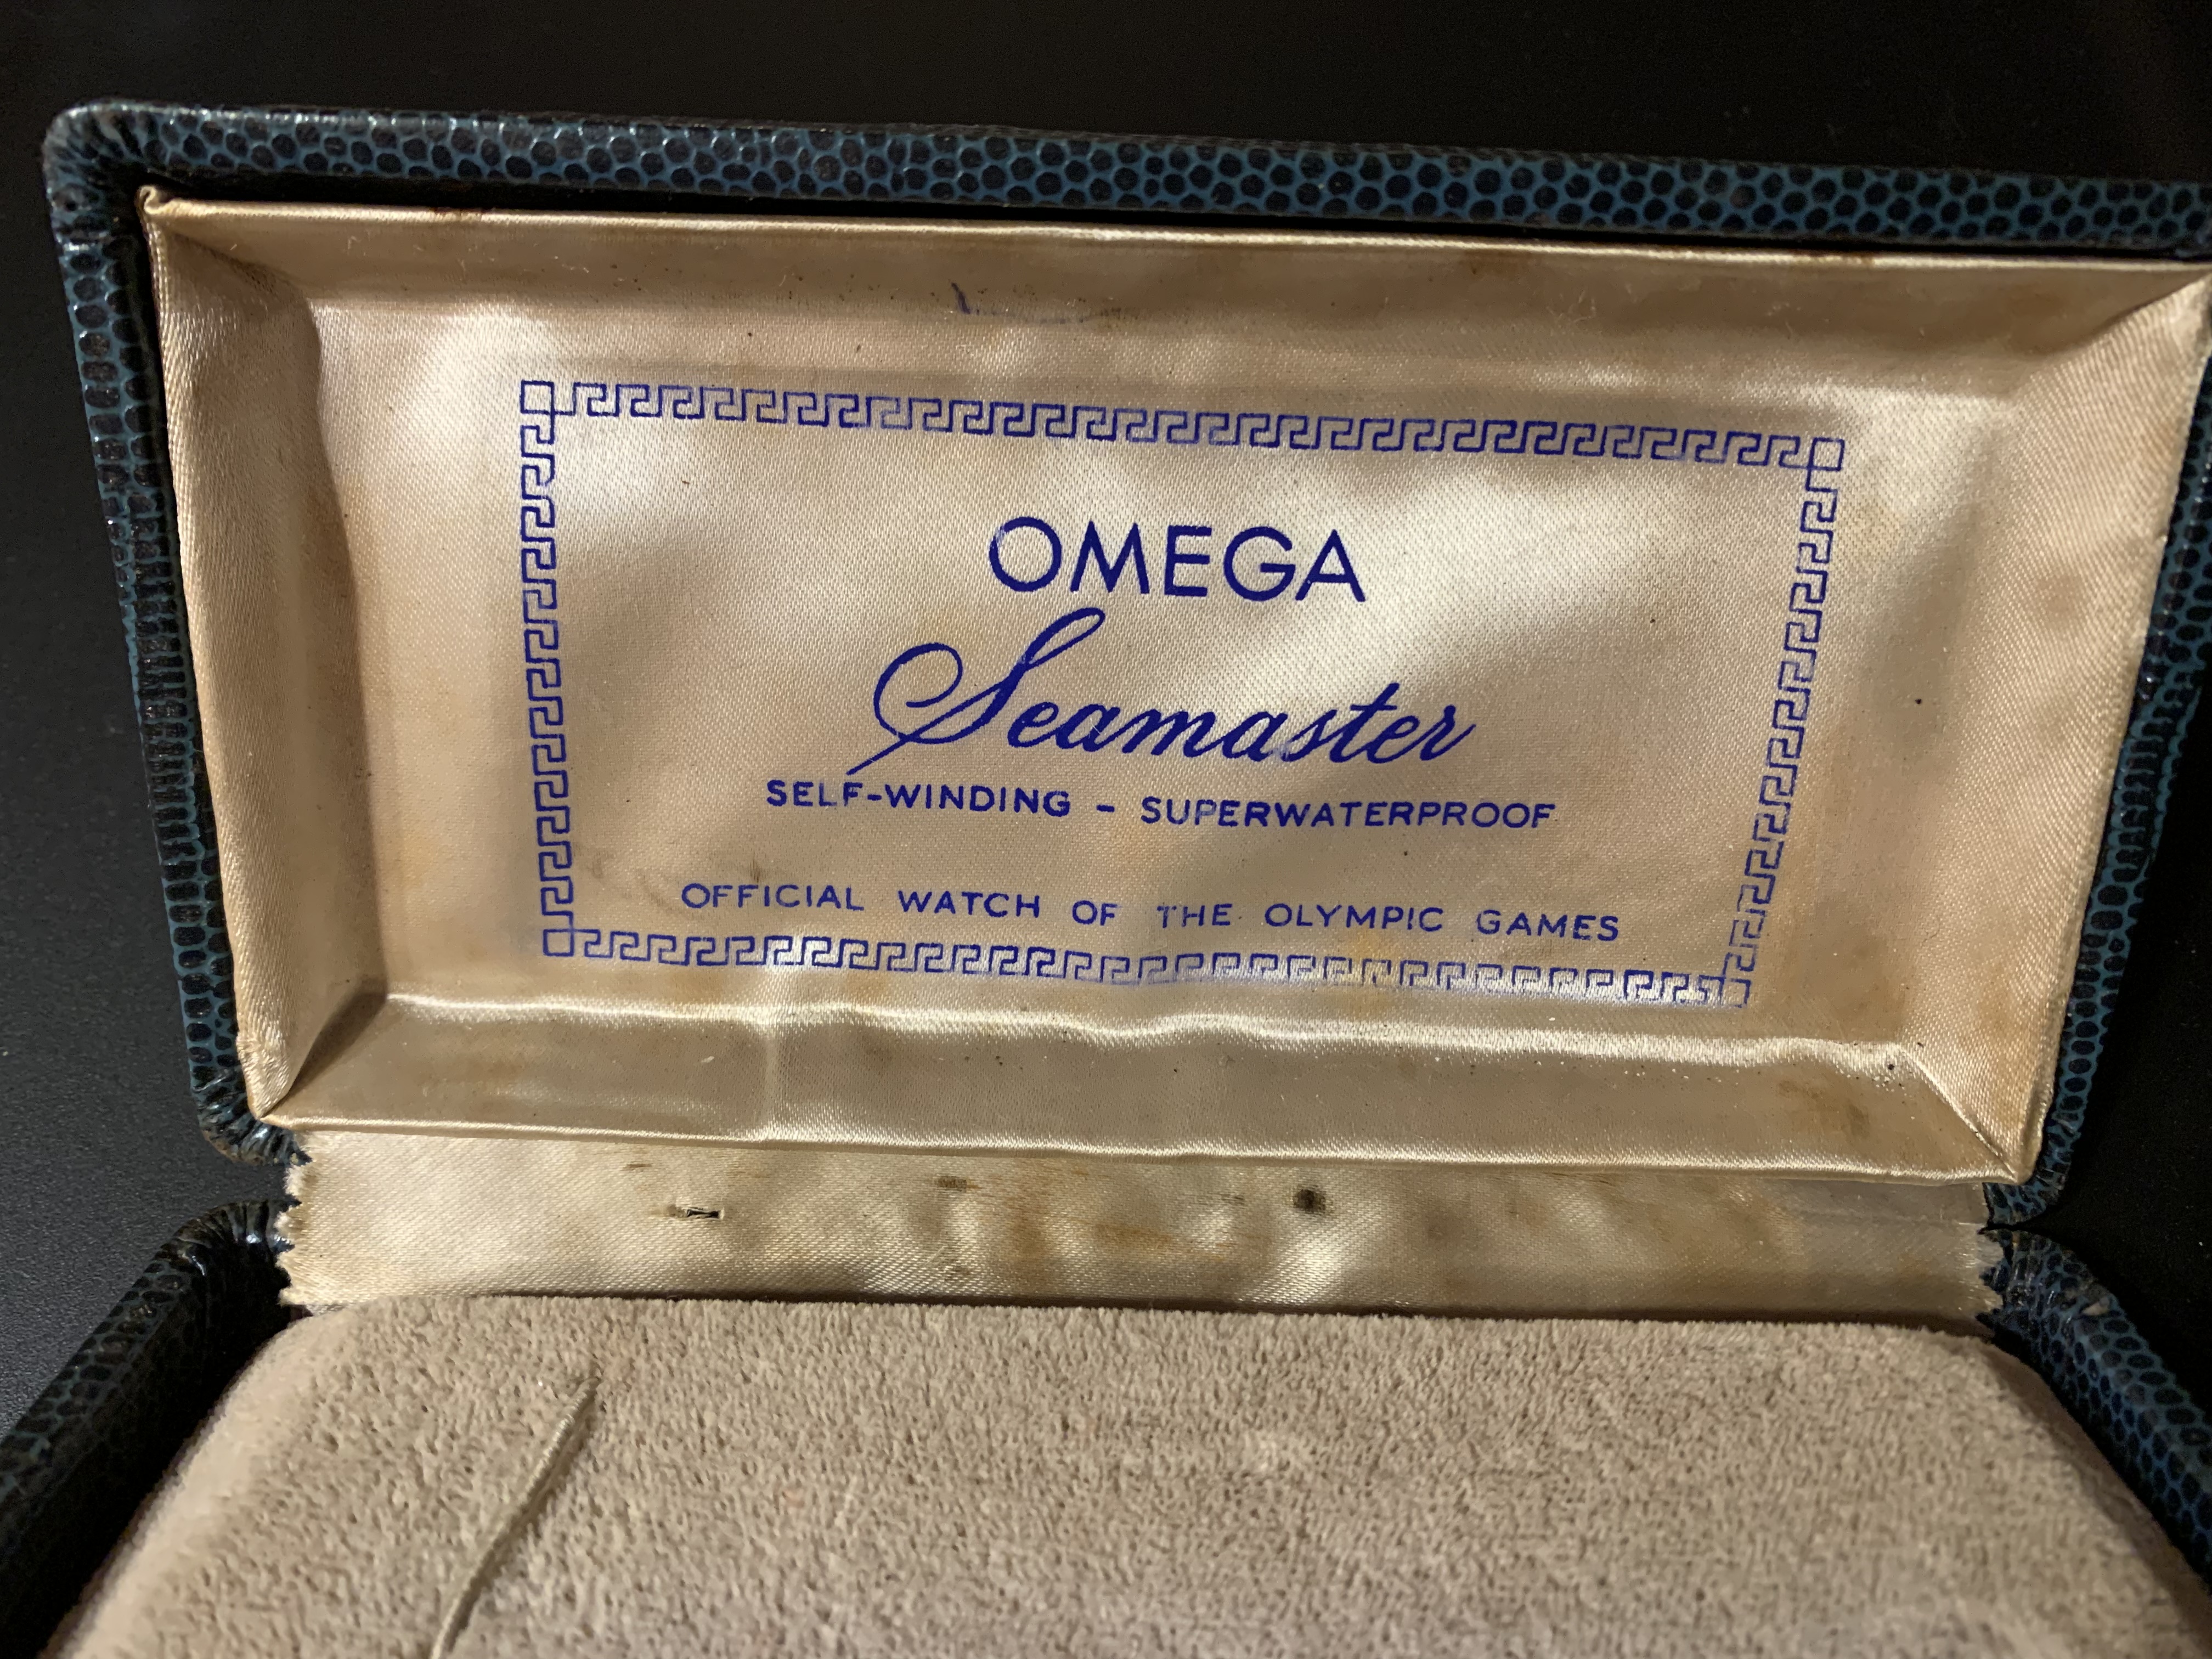 OMEGA
Seamaster
SELF-WINDING - SUPERWATERPROOF
OFFICIAL WATCH OF THE OLYMPIC GAMES